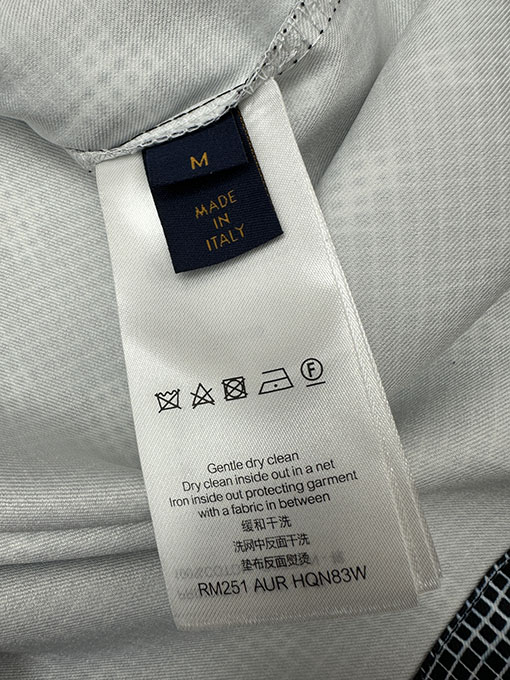 M
MADE
IN
ITALY
F
Gentle dry clean
Dry clean inside out in a net
Iron inside out protecting garment
with a fabric in between
缓和干洗
洗网中反面干洗
垫布反面熨烫
RM251 AUR HQN83W